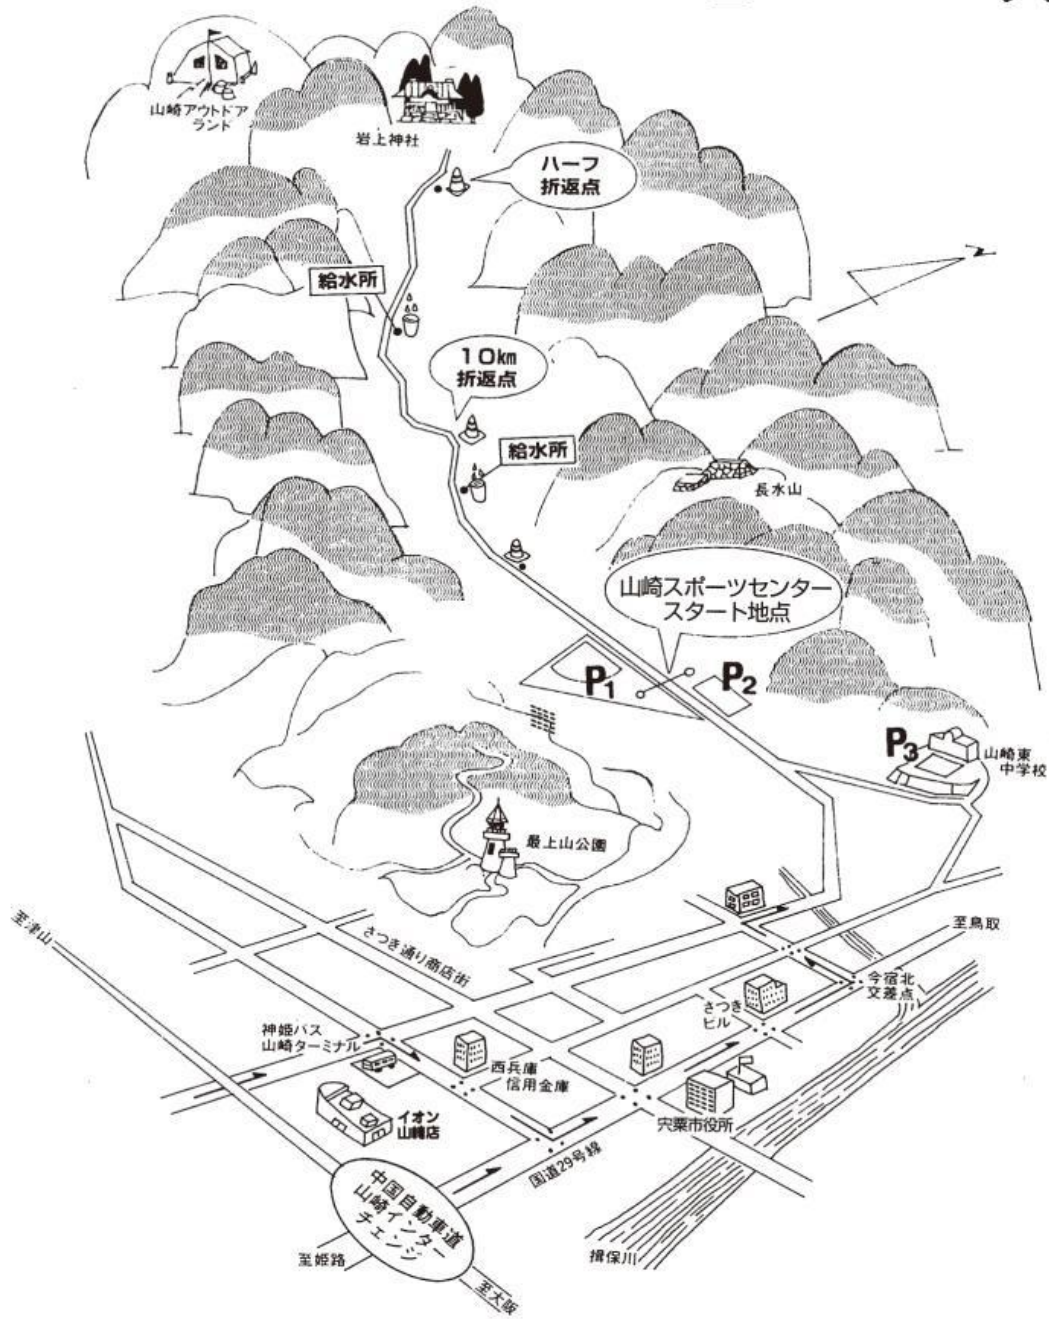 山崎アウトドア
ランド
岩上神社
ハーフ
折返点
N
給水所
10km
折返点
給水所
長水山
山崎スポーツセンター
スタート地点
P1
P2
P3
山崎東
中学校
最上山公園
至津山
さつき通り商店街
至鳥取
今宿北
交差点
さつき
ビル
神姫バス
山崎ターミナル
西兵庫
信用金庫
イオン
山崎店
宍粟市役所
国道29号線
中国自動車道
山崎インター
チェンジ
至姫路
揖保川
至大阪